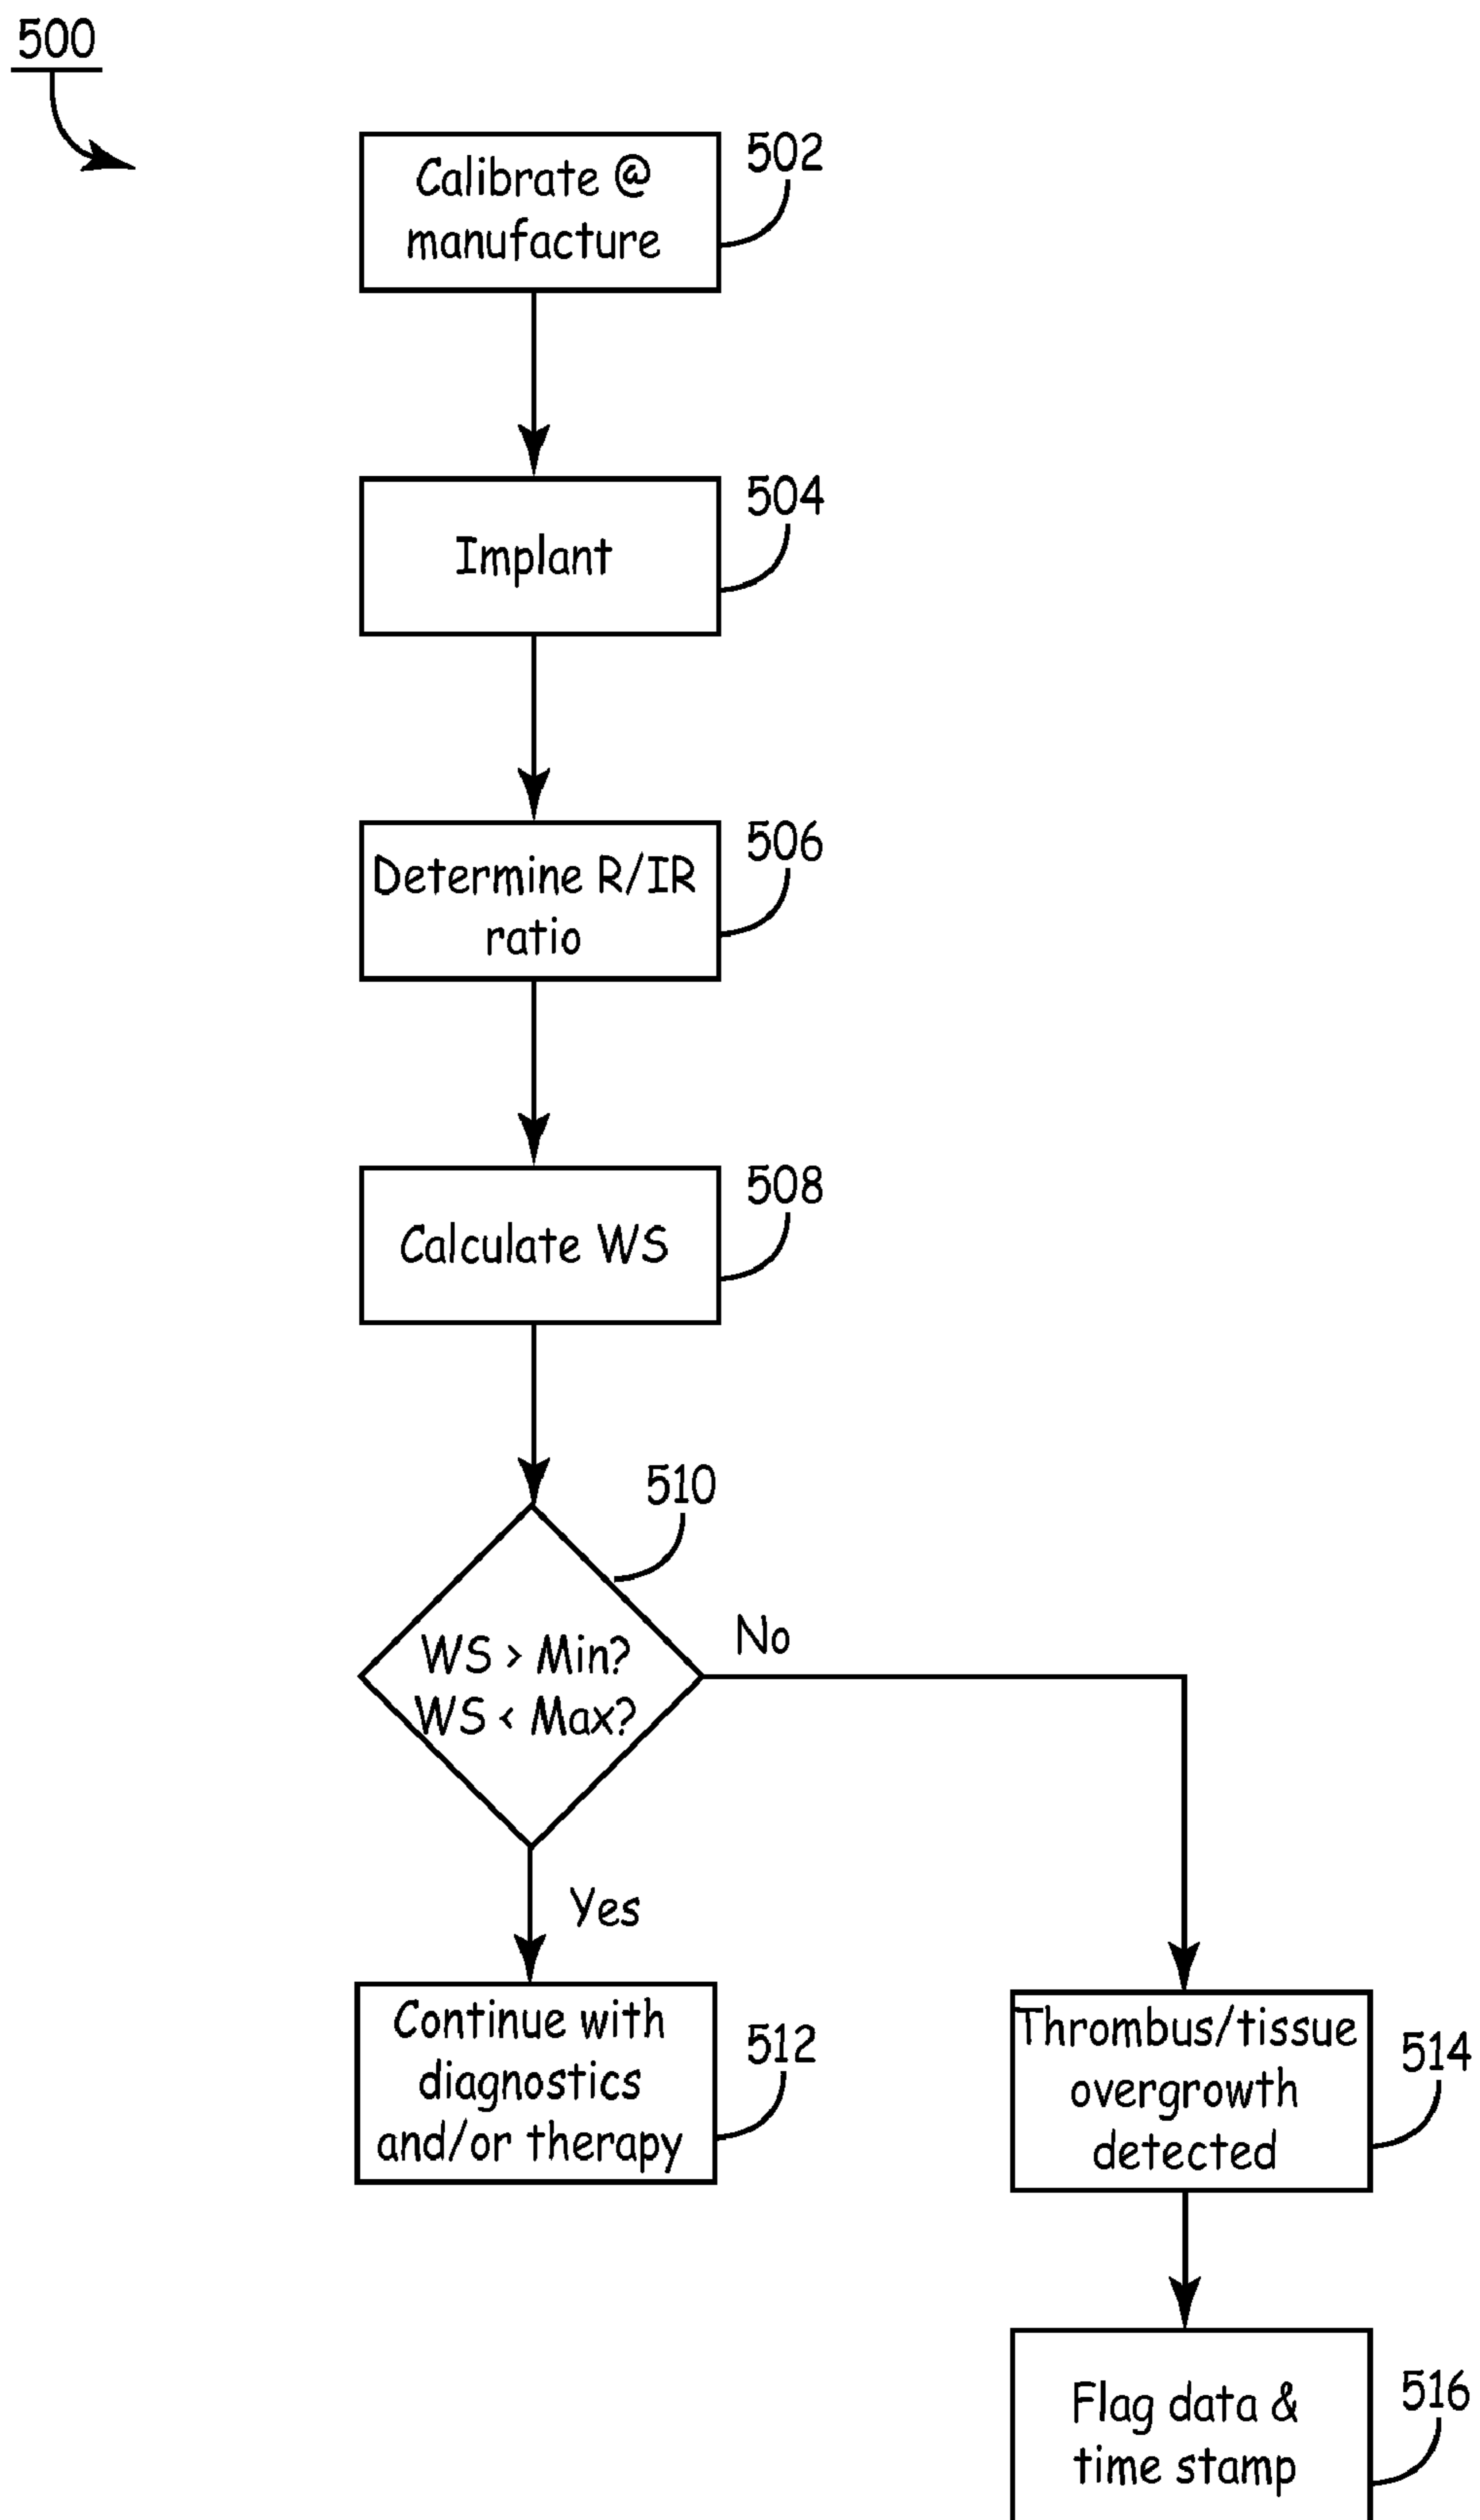 500
Calibrate @
manufacture
502
Implant
504
Determine R/IR
ratio
506
Calculate WS
508
510
WS > Min?
WS < Max?
No
Yes
Continue with
diagnostics
and/or therapy
512
Thrombus/tissue
overgrowth
detected
514
Flag data &
time stamp
516